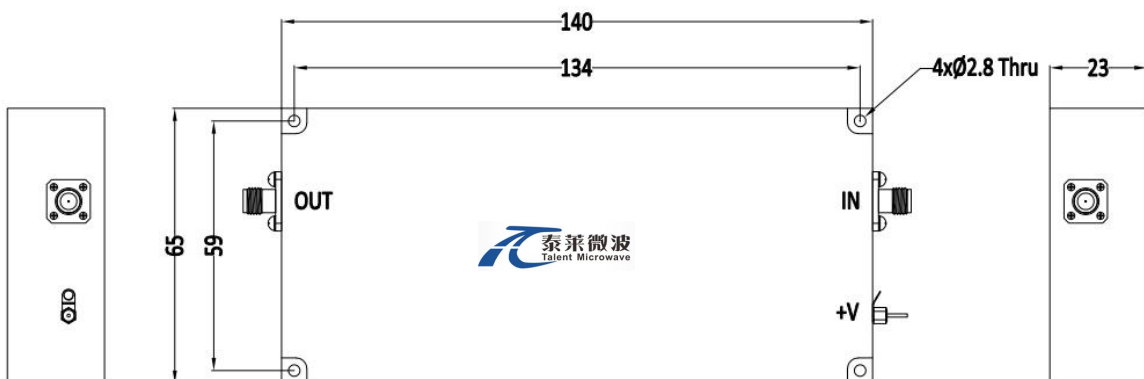 140
134
4xØ2.8 Thru
23
OUT
IN
65
59
泰莱微波
Talent Microwave
+V